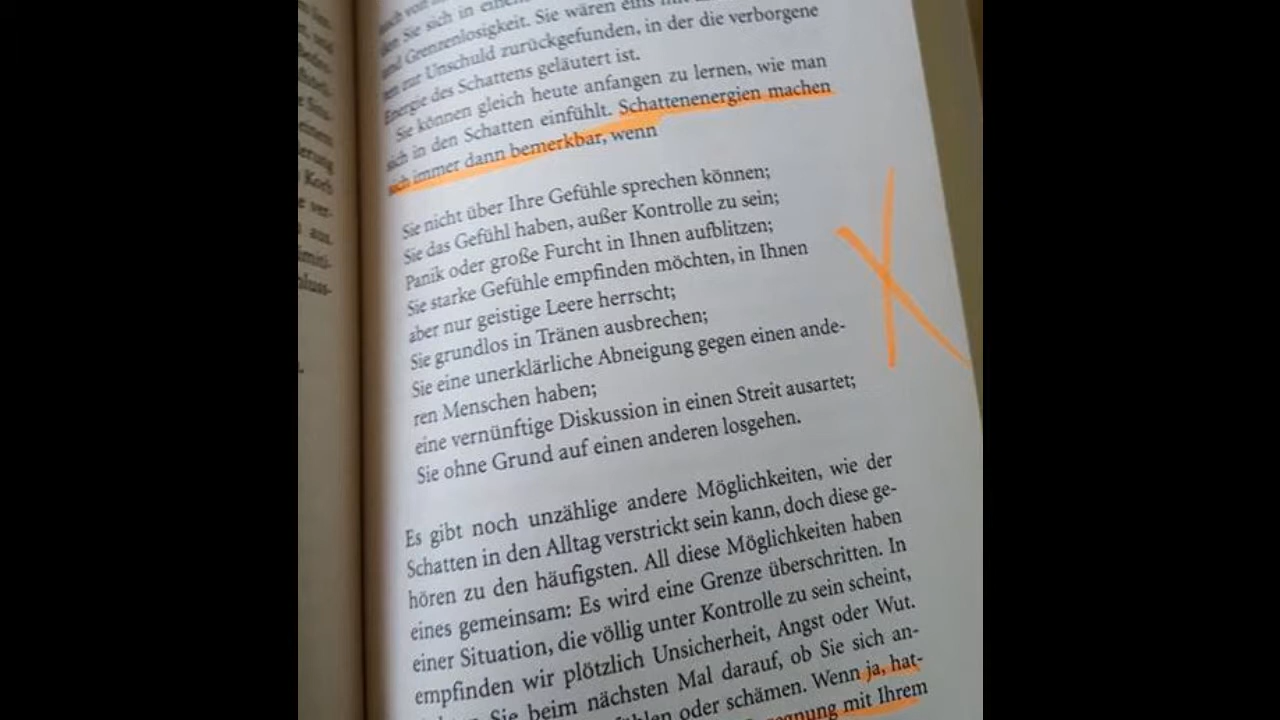 Sie sich in einem
und Grenzenlosigkeit. Sie wären eins
zur Unschuld zurückgefunden, in der die verborgene
Energie des Schattens geläutert ist.
Sie können gleich heute anfangen zu lernen, wie man
sich in den Schatten einfühlt. Schattenenergien machen
sich immer dann bemerkbar, wenn
Sie nicht über Ihre Gefühle sprechen können;
Sie das Gefühl haben, außer Kontrolle zu sein;
Panik oder große Furcht in Ihnen aufblitzen;
Sie starke Gefühle empfinden möchten, in Ihnen
aber nur geistige Leere herrscht;
Sie grundlos in Tränen ausbrechen;
Sie eine unerklärliche Abneigung gegen einen ande-
ren Menschen haben;
eine vernünftige Diskussion in einen Streit ausartet;
Sie ohne Grund auf einen anderen losgehen.
Es gibt noch unzählige andere Möglichkeiten, wie der
Schatten in den Alltag verstrickt sein kann, doch diese ge-
hören zu den häufigsten. All diese Möglichkeiten haben
eines gemeinsam: Es wird eine Grenze überschritten. In
einer Situation, die völlig unter Kontrolle zu sein scheint,
empfinden wir plötzlich Unsicherheit, Angst oder Wut.
Sie beim nächsten Mal darauf, ob Sie sich an-
oder schämen. Wenn ja, hat-
mit Ihrem